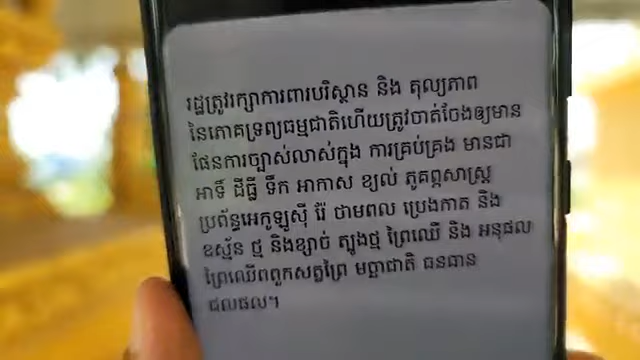 រដ្ឋត្រូវរក្សាការពារបរិស្ថាន និង តុល្យភាព
នៃភោគទ្រព្យធម្មជាតិហើយត្រូវចាត់ចែងឲ្យមាន
ផែនការច្បាស់លាស់ក្នុង ការគ្រប់គ្រង មានជា
អាទិ៍ ដីធ្លី ទឹក អាកាស ខ្យល់ ភូគព្ភសាស្ត្រ
ប្រព័ន្ធអេកូឡូស៊ី រ៉ែ ថាមពល ប្រេងកាត និង
ឧស្ម័ន ថ្ម និងខ្សាច់ ត្បូងថ្ម ព្រៃឈើ និង អនុផល
ព្រៃឈើពពួកសត្វព្រៃ មច្ឆាជាតិ ធនធាន
ជលផល។